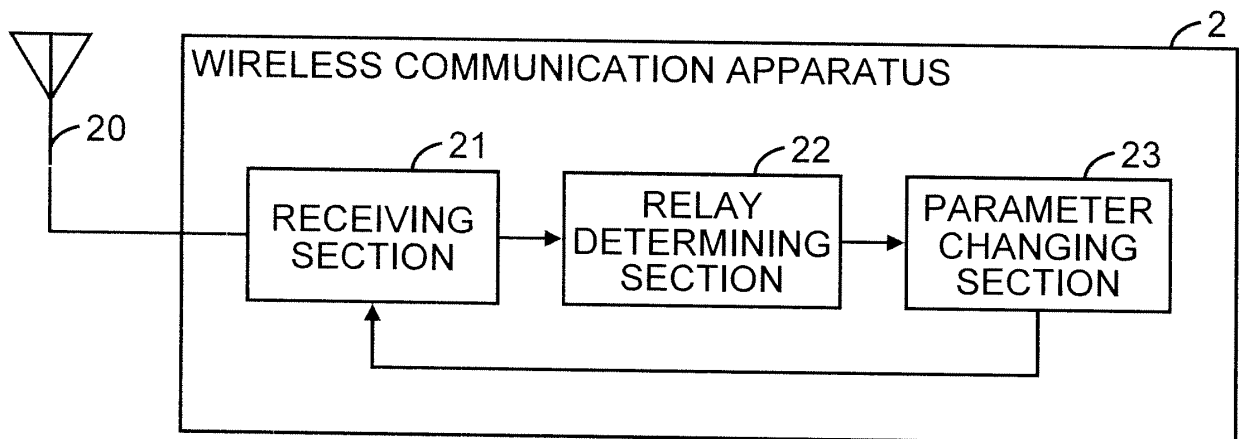 2
WIRELESS COMMUNICATION APPARATUS
20
21
22
23
RECEIVING
SECTION
RELAY
DETERMINING
SECTION
PARAMETER
CHANGING
SECTION